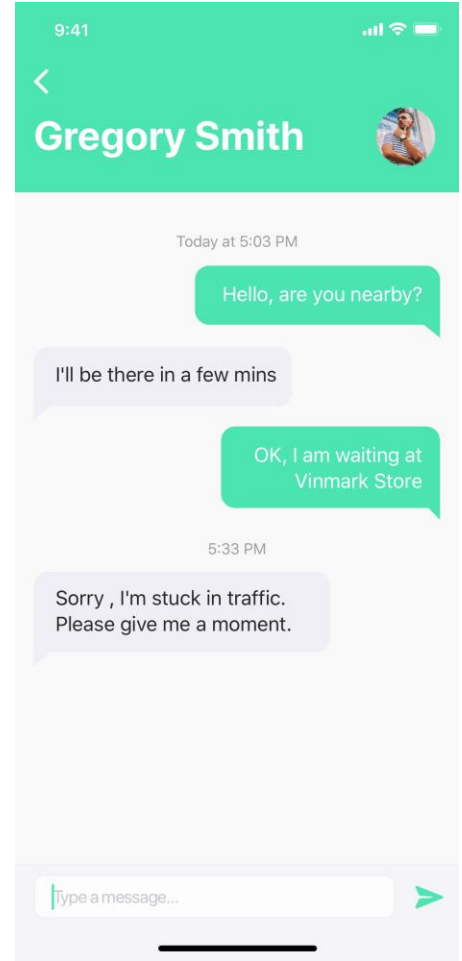 9:41
Gregory Smith
Today at 5:03 PM
Hello, are you nearby?
I'll be there in a few mins
OK, I am waiting at
Vinmark Store
5:33 PM
Sorry , I'm stuck in traffic.
Please give me a moment.
Type a message...